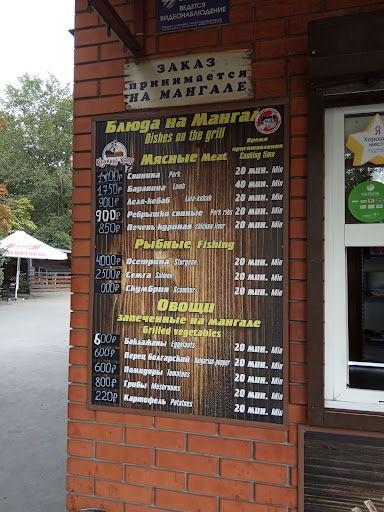 ВЕДЕТСЯ
ВИДЕОНАБЛЮДЕНИЕ
ЗАКАЗ
ПРИНИМАЕТСЯ
НА МАНГАЛЕ
Блюда на Мангале
Dishes on the grill
Мясные Meat
Время приготовления
Cooking time
1400₽ Свинина Pork 20 мин. Min
1750₽ Баранина Lamb 40 мин. Min
900₽ Люля-кебаб Lula-kebab 20 мин. Min
900₽ Ребрышки свиные Pork ribs 20 мин. Min
850₽ Печень куриная chicken liver 20 мин. Min
Рыбные Fishing
4000₽ Осетрина Sturgeon 20 мин. Min
2500₽ Семга Salmon 20 мин. Min
000₽ Скумбрия Scomber 20 мин. Min
Овощи
запеченные на мангале
Grilled vegetables
600₽ Баклажаны Eggplants 20 мин. Min
600₽ Перец болгарский Bulgarian pepper 20 мин. Min
600₽ Помидоры Tomatoes 20 мин. Min
800₽ Грибы Mushrooms 20 мин. Min
220₽ Картофель Potatoes 20 мин. Min
Я
Хорошее
место